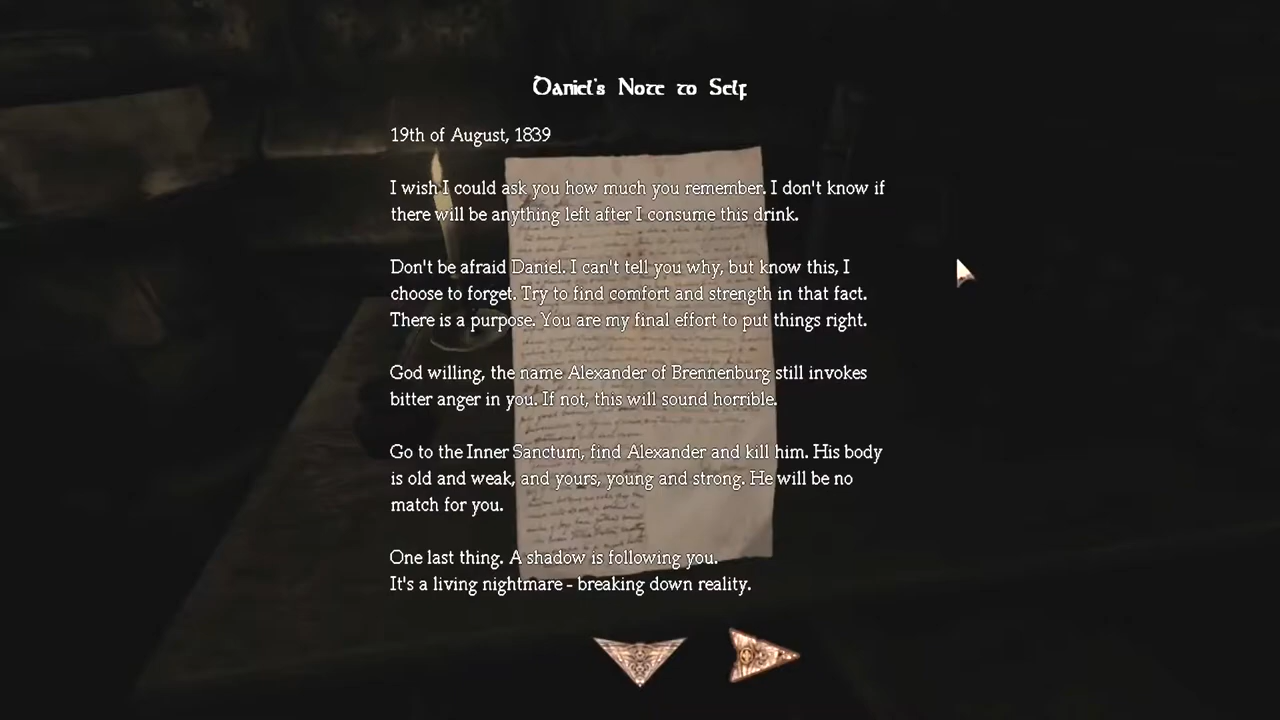 Daniel's Note to Self
19th of August, 1839
I wish I could ask you how much you remember. I don't know if
there will be anything left after I consume this drink.
Don't be afraid Daniel. I can't tell you why, but know this, I
choose to forget. Try to find comfort and strength in that fact.
There is a purpose. You are my final effort to put things right.
God willing, the name Alexander of Brennenburg still invokes
bitter anger in you. If not, this will sound horrible.
Go to the Inner Sanctum, find Alexander and kill him. His body
is old and weak, and yours, young and strong. He will be no
match for you.
One last thing. A shadow is following you.
It's a living nightmare - breaking down reality.